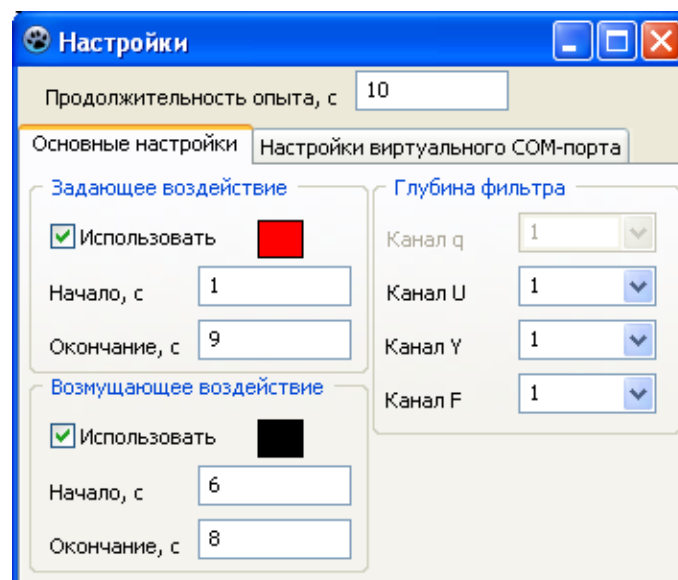 Настройки
Продолжительность опыта, с 10
Основные настройки Настройки виртуального COM-порта
Задающее воздействие
Использовать
Начало, с 1
Окончание, с 9
Возмущающее воздействие
Использовать
Начало, с 6
Окончание, с 8
Глубина фильтра
Канал q 1
Канал U 1
Канал Y 1
Канал F 1